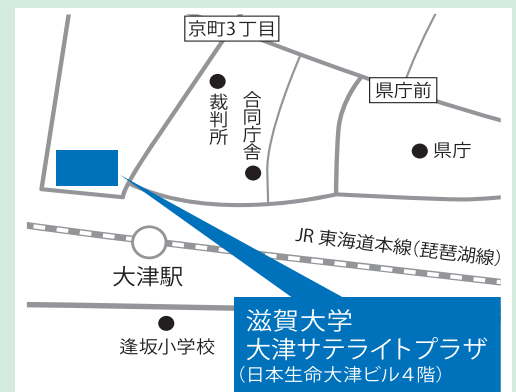 京町3丁目
県庁前
裁判所
合同庁舎
県庁
JR 東海道本線(琵琶湖線)
大津駅
逢坂小学校
滋賀大学
大津サテライトプラザ
(日本生命大津ビル4階)